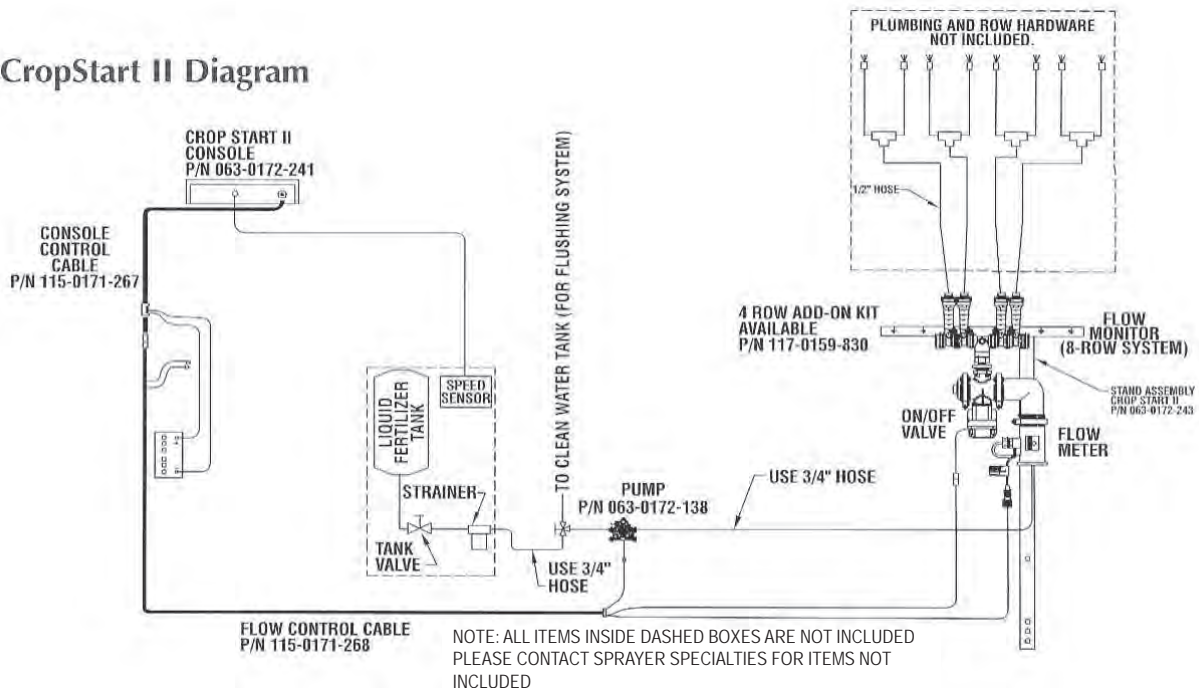 CropStart II Diagram
PLUMBING AND ROW HARDWARE
NOT INCLUDED.
CROP START II
CONSOLE
P/N 063-0172-241
CONSOLE
CONTROL
CABLE
P/N 115-0171-267
1/2" HOSE
TO CLEAN WATER TANK (FOR FLUSHING SYSTEM)
4 ROW ADD-ON KIT
AVAILABLE
P/N 117-0159-830
FLOW
MONITOR
(8-ROW SYSTEM)
STAND ASSEMBLY
CROP START II
P/N 063-0172-243
LIQUID
FERTILIZER
TANK
SPEED
SENSOR
ON/OFF
VALVE
FLOW
METER
STRAINER
PUMP
P/N 063-0172-138
USE 3/4" HOSE
TANK
VALVE
USE 3/4"
HOSE
FLOW CONTROL CABLE
P/N 115-0171-268
NOTE: ALL ITEMS INSIDE DASHED BOXES ARE NOT INCLUDED
PLEASE CONTACT SPRAYER SPECIALTIES FOR ITEMS NOT
INCLUDED